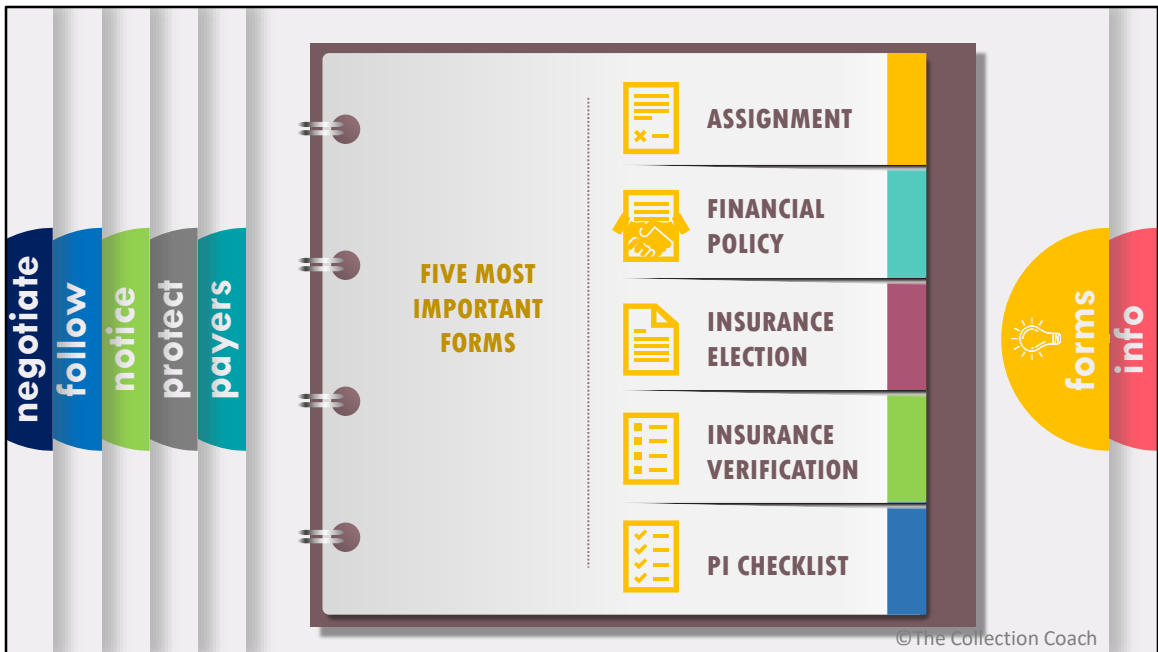 negotiate
follow
notice
protect
payers
FIVE MOST
IMPORTANT
FORMS
ASSIGNMENT
FINANCIAL
POLICY
INSURANCE
ELECTION
INSURANCE
VERIFICATION
PI CHECKLIST
forms
info
©The Collection Coach